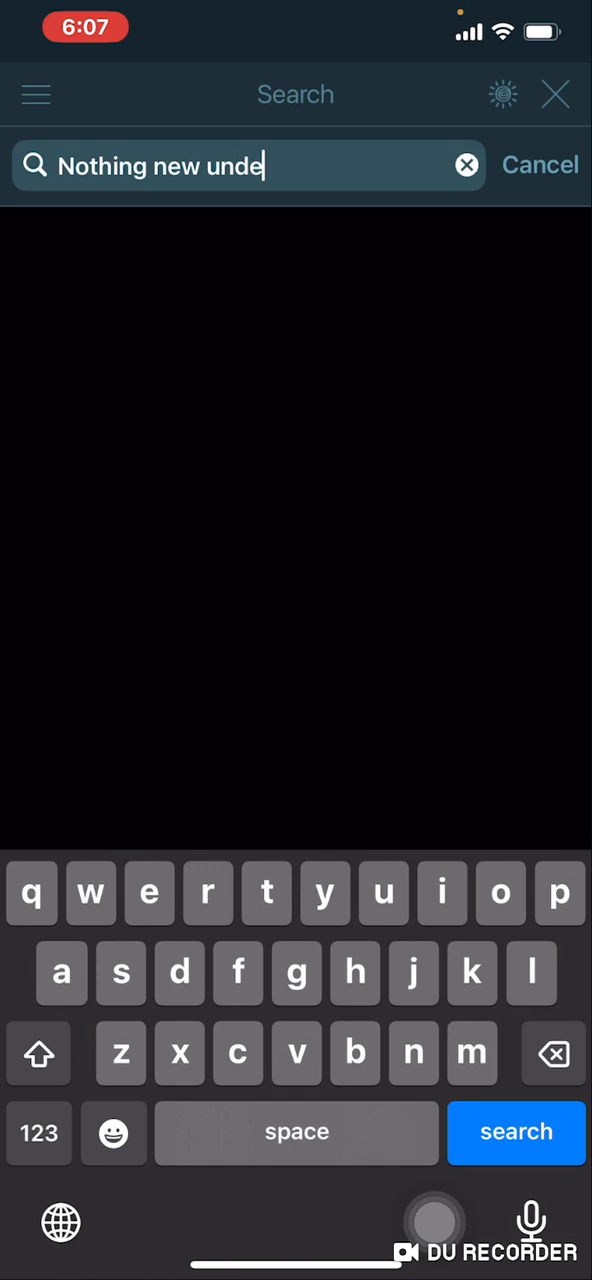 6:07
Search
Nothing new unde
Cancel
q w e r t y u i o p
a s d f g h j k l
z x c v b n m
123 space search
DU RECORDER